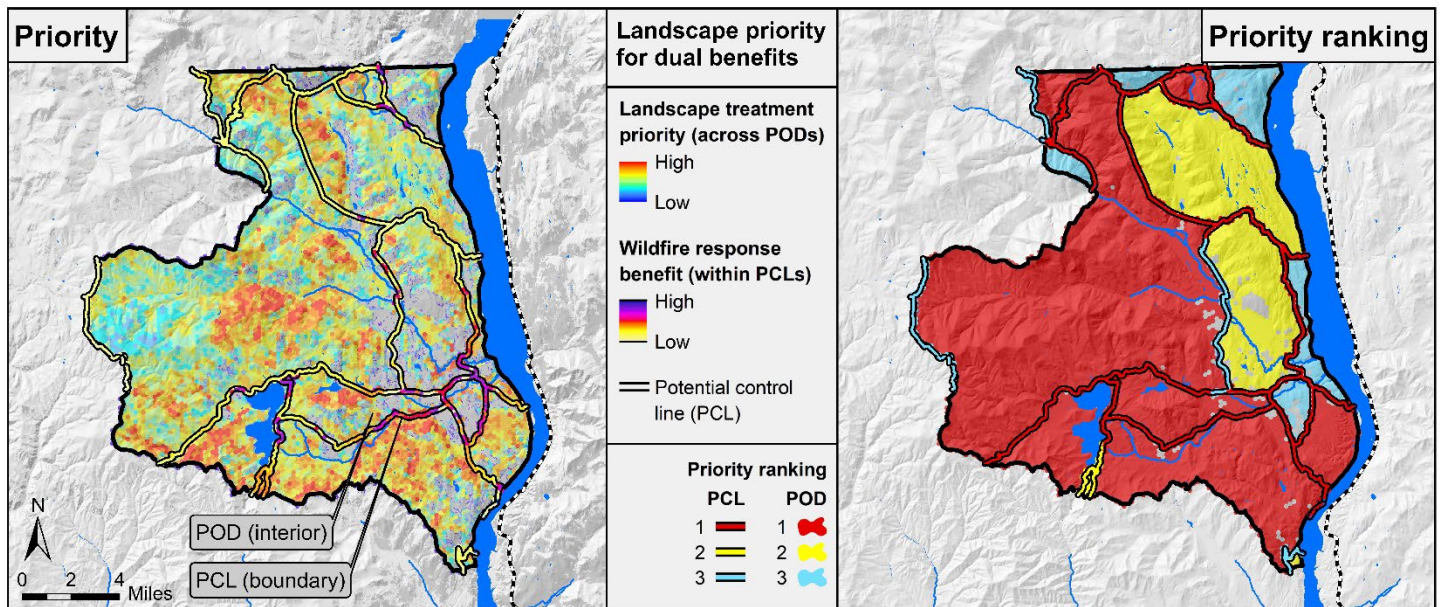 Priority
N
0 2 4
Miles
POD (interior)
PCL (boundary)
Landscape priority
for dual benefits
Landscape treatment
priority (across PODs)
High
Low
Wildfire response
benefit (within PCLs)
High
Low
Potential control
line (PCL)
Priority ranking
PCL POD
1 1
2 2
3 3
Priority ranking